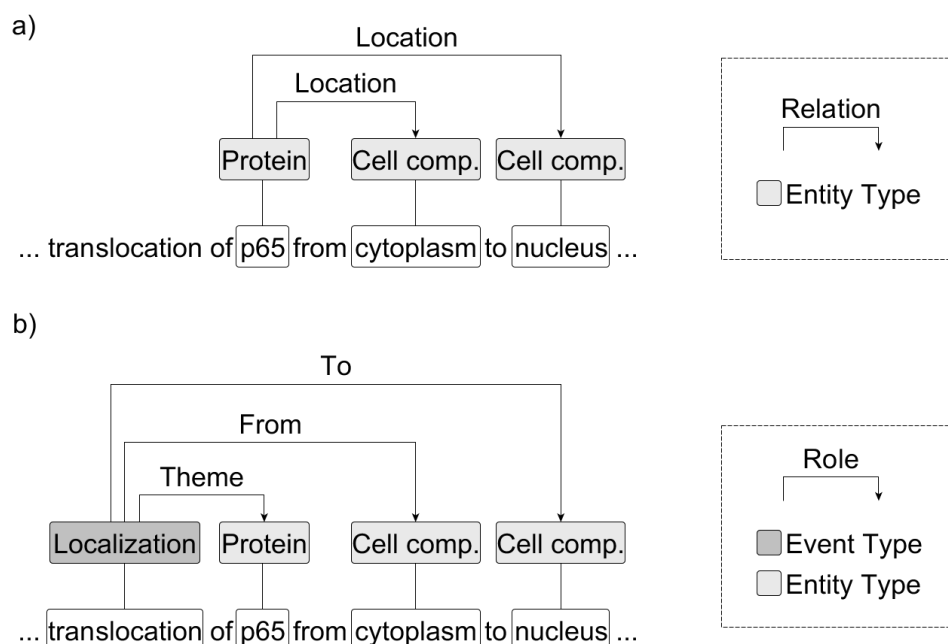 a)
Location
Location
Relation
Protein Cell comp. Cell comp.
Entity Type
... translocation of p65 from cytoplasm to nucleus ...
b)
To
From
Role
Theme
Localization Protein Cell comp. Cell comp.
Event Type
Entity Type
... translocation of p65 from cytoplasm to nucleus ...